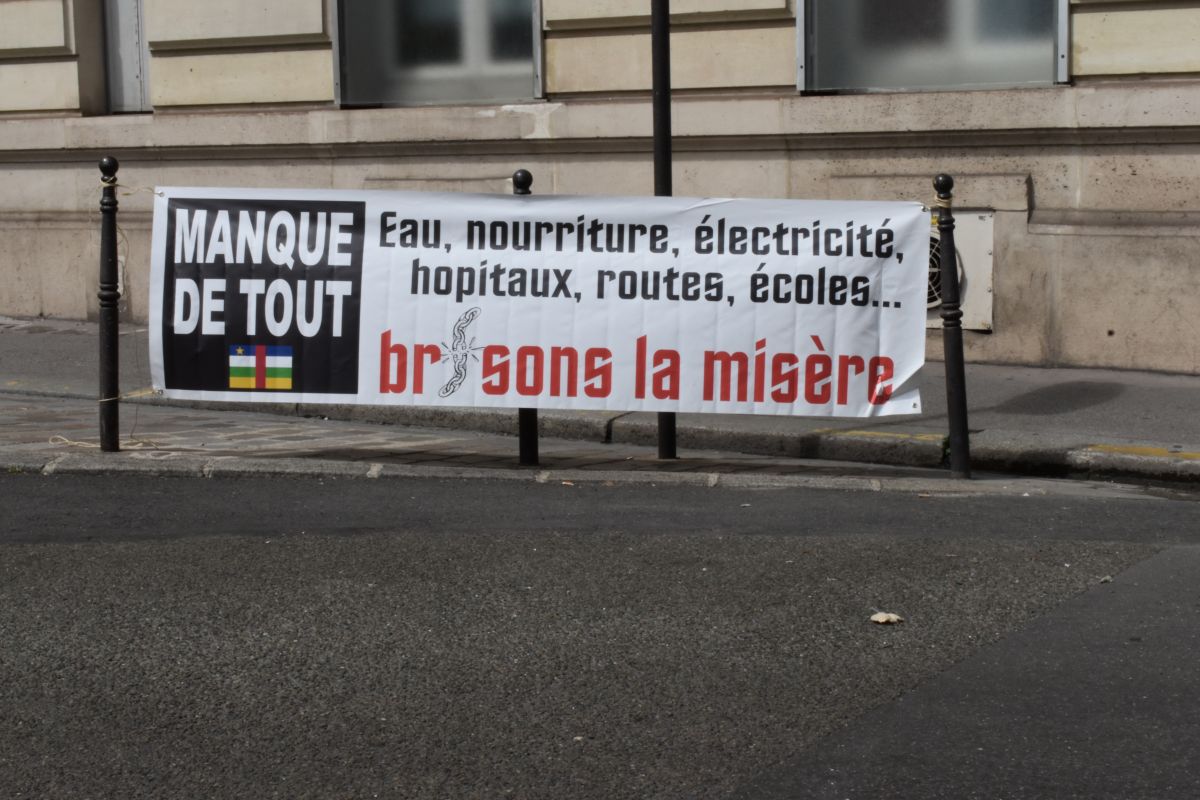 MANQUE
DE TOUT
Eau, nourriture, électricité,
hopitaux, routes, écoles...
brisons la misère